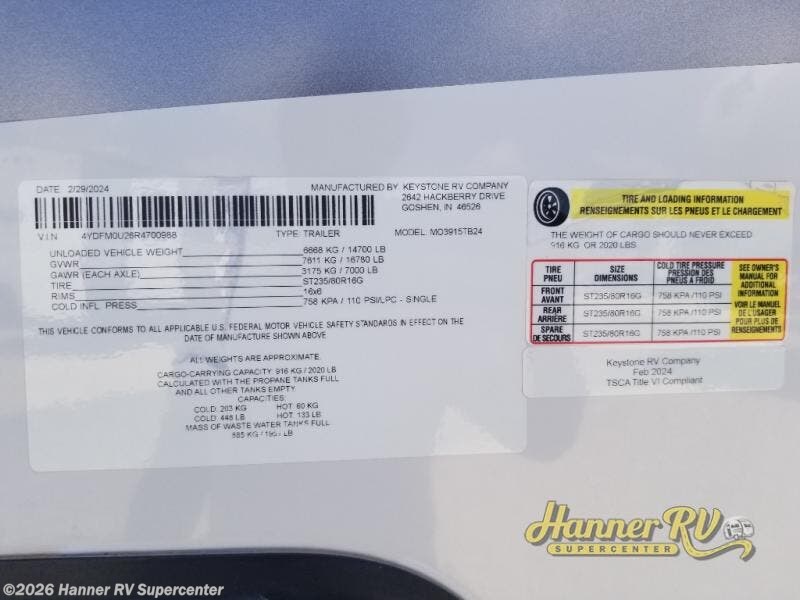 DATE: 2/29/2024 MANUFACTURED BY KEYSTONE RV COMPANY
2642 HACKBERRY DRIVE
GOSHEN, IN 46526
V.I.N 4YDFM0U26R4700988 TYPE: TRAILER MODEL: MO3915TB24
UNLOADED VEHICLE WEIGHT 6668 KG / 14700 LB
GVWR 7611 KG / 16780 LB
GAWR (EACH AXLE) 3175 KG / 7000 LB
TIRE ST235/80R16G
RIMS 16x6
COLD INFL. PRESS 758 KPA / 110 PSI/LPC - SINGLE
THIS VEHICLE CONFORMS TO ALL APPLICABLE U.S. FEDERAL MOTOR VEHICLE SAFETY STANDARDS IN EFFECT ON THE
DATE OF MANUFACTURE SHOWN ABOVE
ALL WEIGHTS ARE APPROXIMATE.
CARGO-CARRYING CAPACITY: 916 KG / 2020 LB
CALCULATED WITH THE PROPANE TANKS FULL
AND ALL OTHER TANKS EMPTY
CAPACITIES:
COLD: 203 KG HOT: 60 KG
COLD: 448 LB HOT: 133 LB
MASS OF WASTE WATER TANKS FULL
885 KG / LB
TIRE AND LOADING INFORMATION
RENSEIGNEMENTS SUR LES PNEUS ET LE CHARGEMENT
THE WEIGHT OF CARGO SHOULD NEVER EXCEED
916 KG. OR 2020 LBS.
TIRE PNEU SIZE DIMENSIONS COLD TIRE PRESSURE PRESSION DES PNEUS A FROID
FRONT AVANT ST235/80R16G 758 KPA /110 PSI
REAR ARRIÈRE ST235/80R16G 758 KPA /110 PSI
SPARE DE SECOURS ST235/80R16G 758 KPA /110 PSI
SEE OWNER'S
MANUAL FOR
ADDITIONAL
INFORMATION
VOIR LE MANUEL
DE L'USAGER
POUR PLUS DE
RENSEIGNEMENTS
Keystone RV Company
Feb 2024
TSCA Title VI Compliant
Hanner RV
SUPERCENTER
©2026 Hanner RV Supercenter